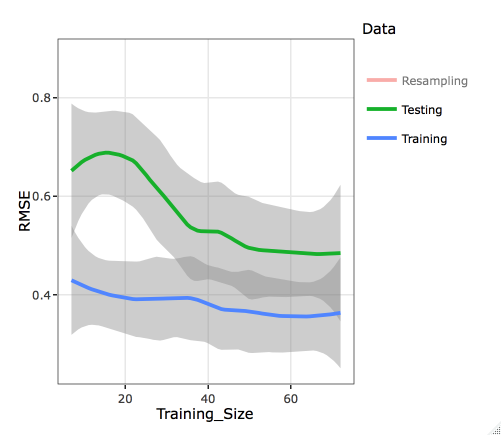 Data
Resampling
Testing
Training
RMSE
0.8
0.6
0.4
20 40 60
Training_Size